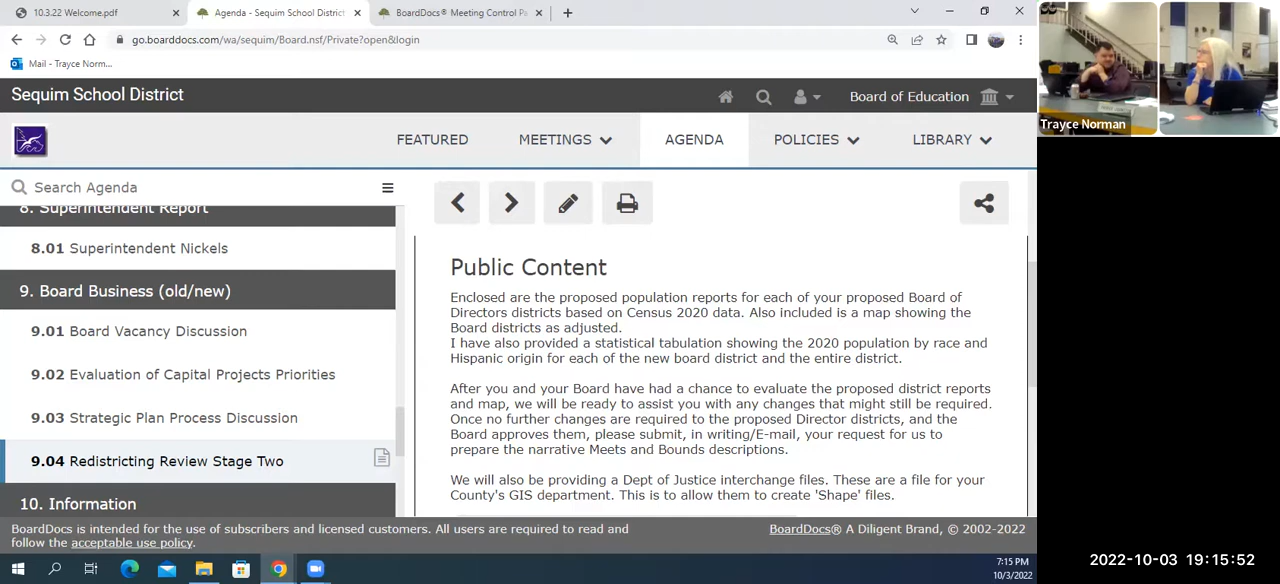 10.3.22 Welcome.pdf
Agenda - Sequim School District
BoardDocs® Meeting Control Pa
go.boarddocs.com/wa/sequim/Board.nsf/Private?open&login
Mail - Trayce Norm...
Sequim School District
Board of Education
FEATURED
MEETINGS
AGENDA
POLICIES
LIBRARY
Search Agenda
8. Superintendent Report
8.01 Superintendent Nickels
9. Board Business (old/new)
9.01 Board Vacancy Discussion
9.02 Evaluation of Capital Projects Priorities
9.03 Strategic Plan Process Discussion
9.04 Redistricting Review Stage Two
10. Information
Public Content
Enclosed are the proposed population reports for each of your proposed Board of
Directors districts based on Census 2020 data. Also included is a map showing the
Board districts as adjusted.
I have also provided a statistical tabulation showing the 2020 population by race and
Hispanic origin for each of the new board district and the entire district.
After you and your Board have had a chance to evaluate the proposed district reports
and map, we will be ready to assist you with any changes that might still be required.
Once no further changes are required to the proposed Director districts, and the
Board approves them, please submit, in writing/E-mail, your request for us to
prepare the narrative Meets and Bounds descriptions.
We will also be providing a Dept of Justice interchange files. These are a file for your
County's GIS department. This is to allow them to create 'Shape' files.
BoardDocs is intended for the use of subscribers and licensed customers. All users are required to read and
follow the acceptable use policy.
BoardDocs® A Diligent Brand, © 2002-2022
7:15 PM
10/3/2022
Trayce Norman
2022-10-03 19:15:52